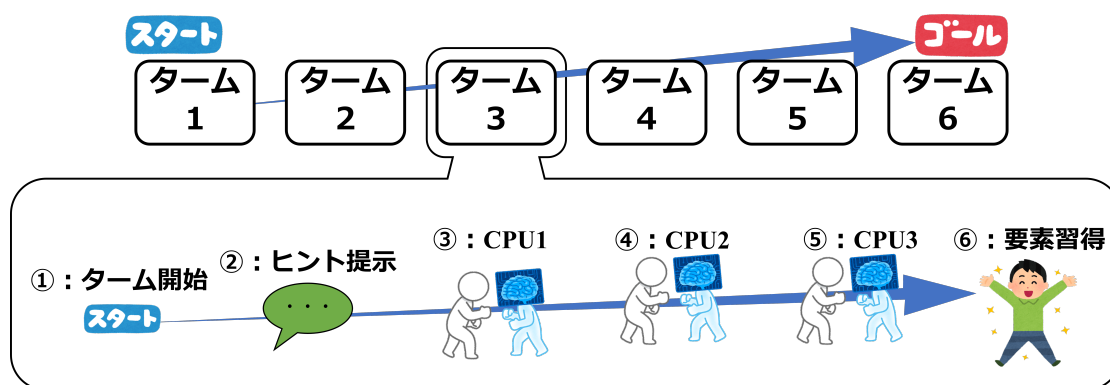 スタート
ゴール
ターム
1
ターム
2
ターム
3
ターム
4
ターム
5
ターム
6
①：ターム開始
スタート
②：ヒント提示
・・・
③：CPU1
④：CPU2
⑤：CPU3
⑥：要素習得